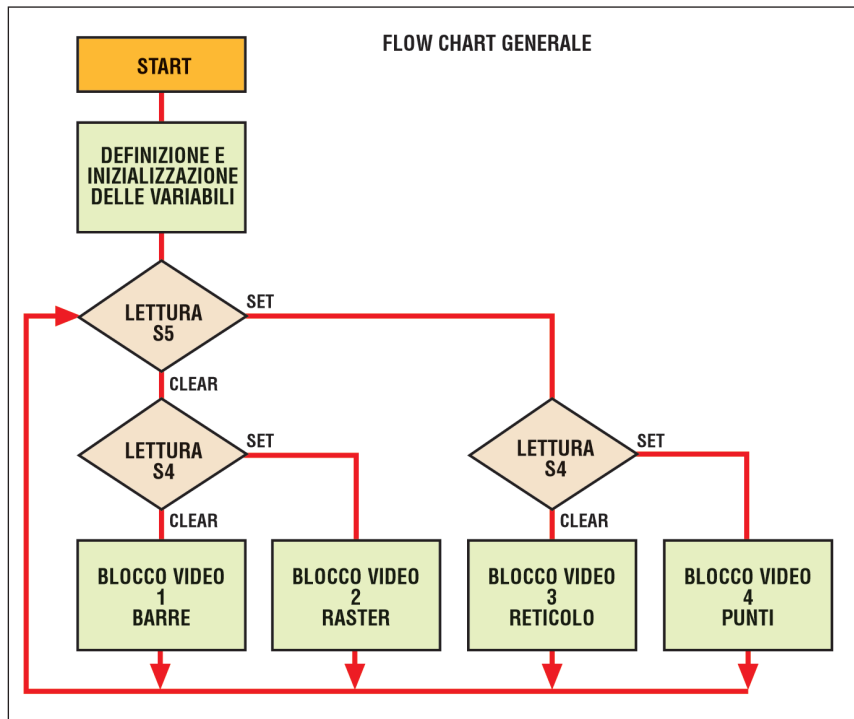 FLOW CHART GENERALE
START
DEFINIZIONE E
INIZIALIZZAZIONE
DELLE VARIABILI
LETTURA
S5
SET
CLEAR
LETTURA
S4
SET
CLEAR
LETTURA
S4
SET
CLEAR
BLOCCO VIDEO
1
BARRE
BLOCCO VIDEO
2
RASTER
BLOCCO VIDEO
3
RETICOLO
BLOCCO VIDEO
4
PUNTI